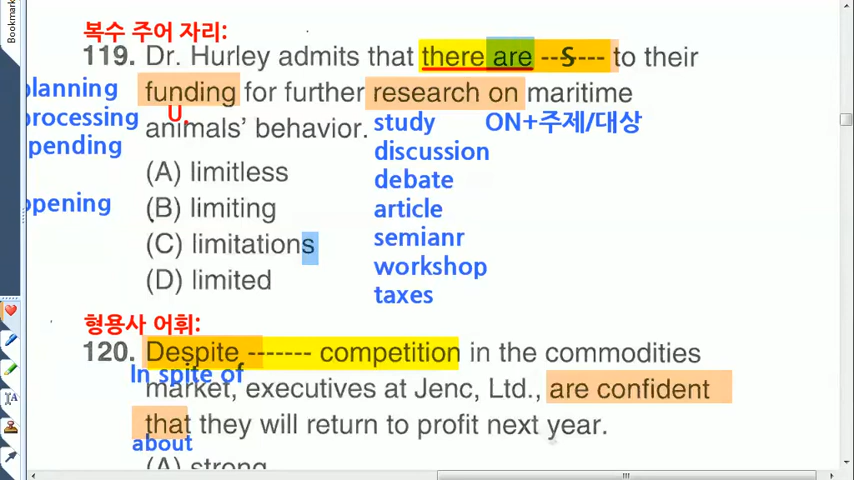 Bookmark
복수 주어 자리:
119. Dr. Hurley admits that there are --S--- to their
planning
funding for further research on maritime
processing
U.
animals' behavior. study ON+주제/대상
pending
discussion
(A) limitless
debate
opening
(B) limiting
article
(C) limitations
semianr
workshop
(D) limited
taxes
형용사 어휘:
120. Despite ------- competition in the commodities
In spite of
market, executives at Jenc, Ltd., are confident
that they will return to profit next year.
about
(A) strong